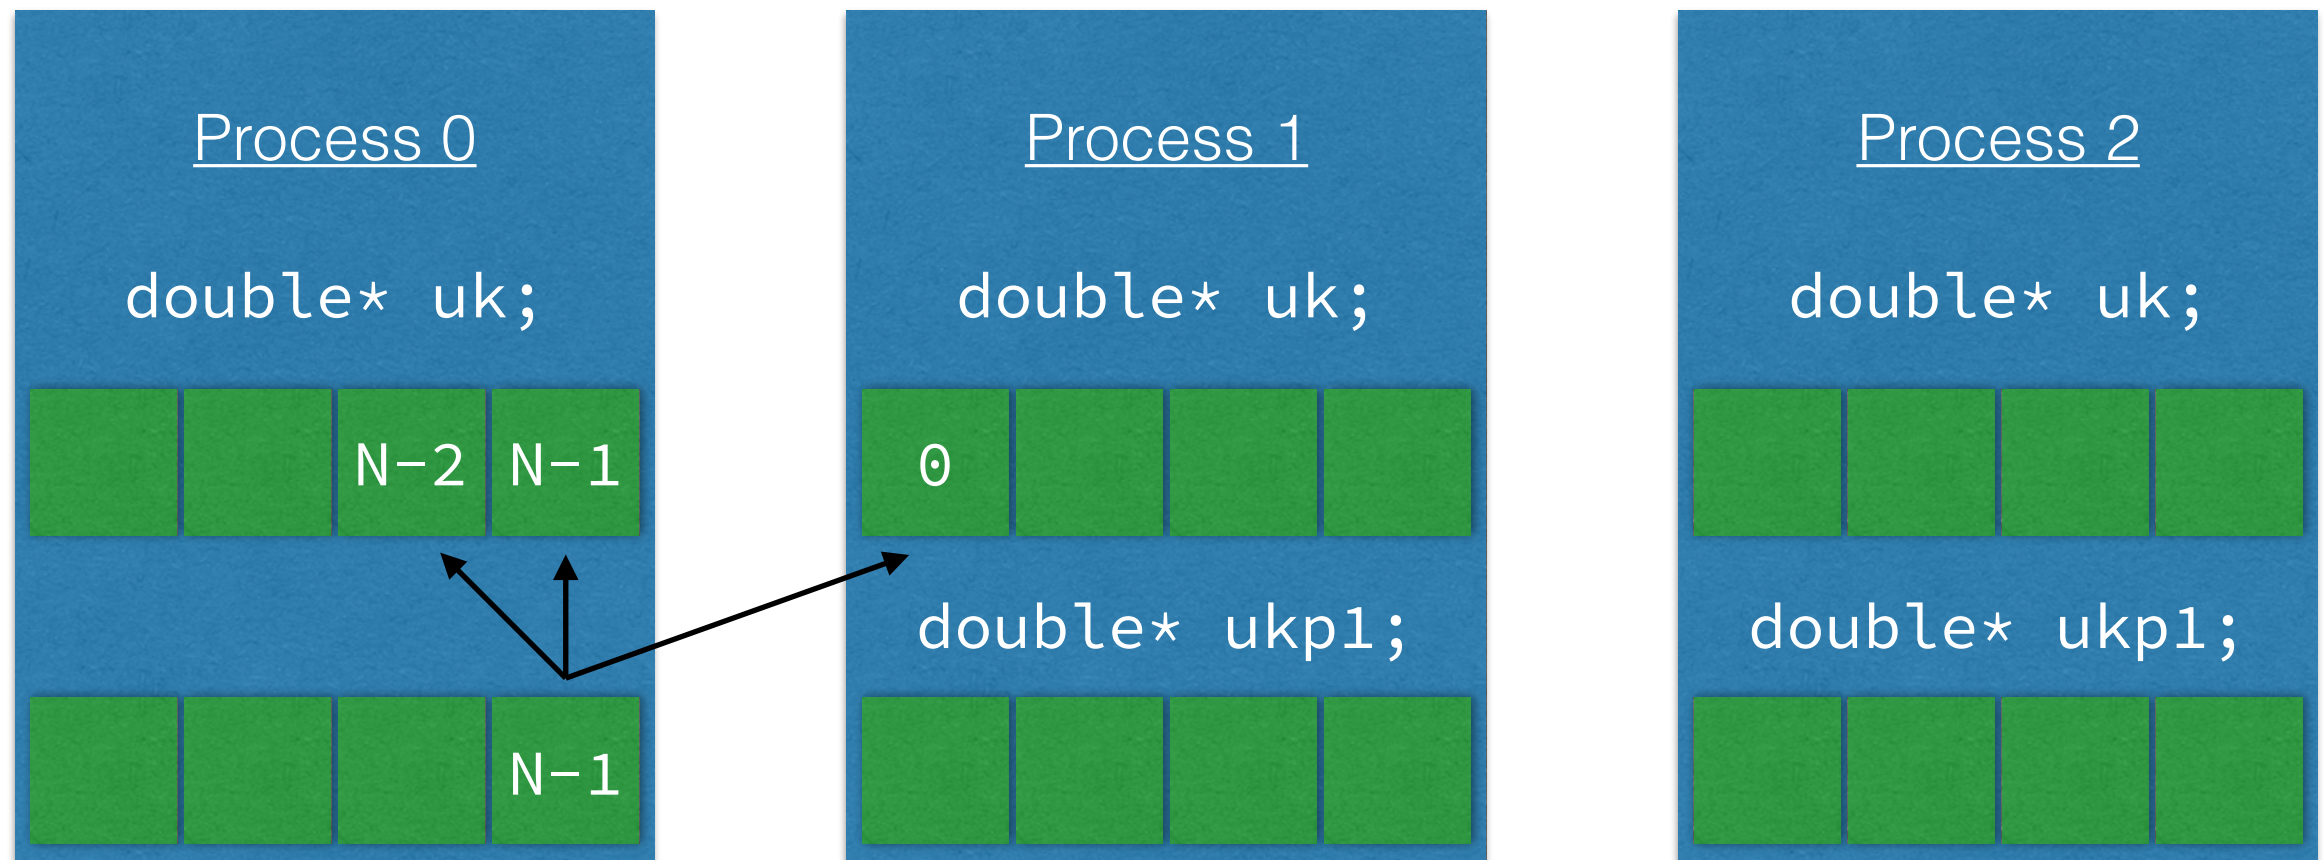 Process 0
double* uk;
N-2 N-1
N-1
Process 1
double* uk;
0
double* ukp1;
Process 2
double* uk;
double* ukp1;